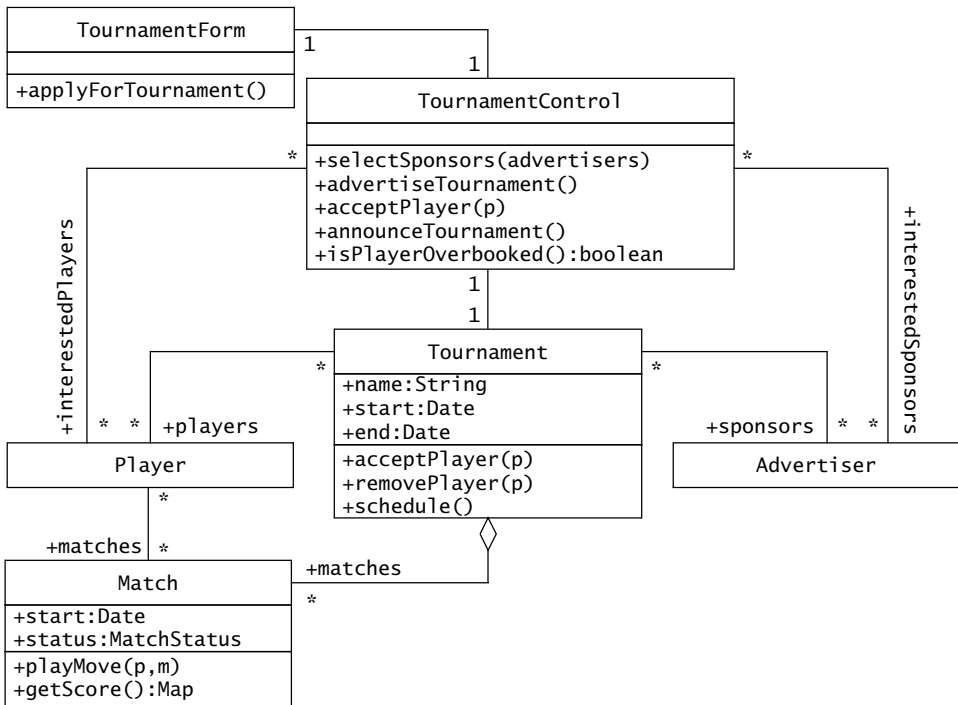 TournamentForm
1
+applyForTournament()
1
TournamentControl
*
+selectSponsors(advertisers)
*
+advertiseTournament()
+acceptPlayer(p)
+announceTournament()
+isPlayerOverbooked():boolean
+interestedPlayers
+interestedSponsors
1
1
Tournament
*
*
+name:String
+start:Date
+end:Date
* * +players
+sponsors * *
Player
+acceptPlayer(p)
+removePlayer(p)
+schedule()
Advertiser
*
+matches *
+matches
*
Match
+start:Date
+status:MatchStatus
+playMove(p,m)
+getScore():Map